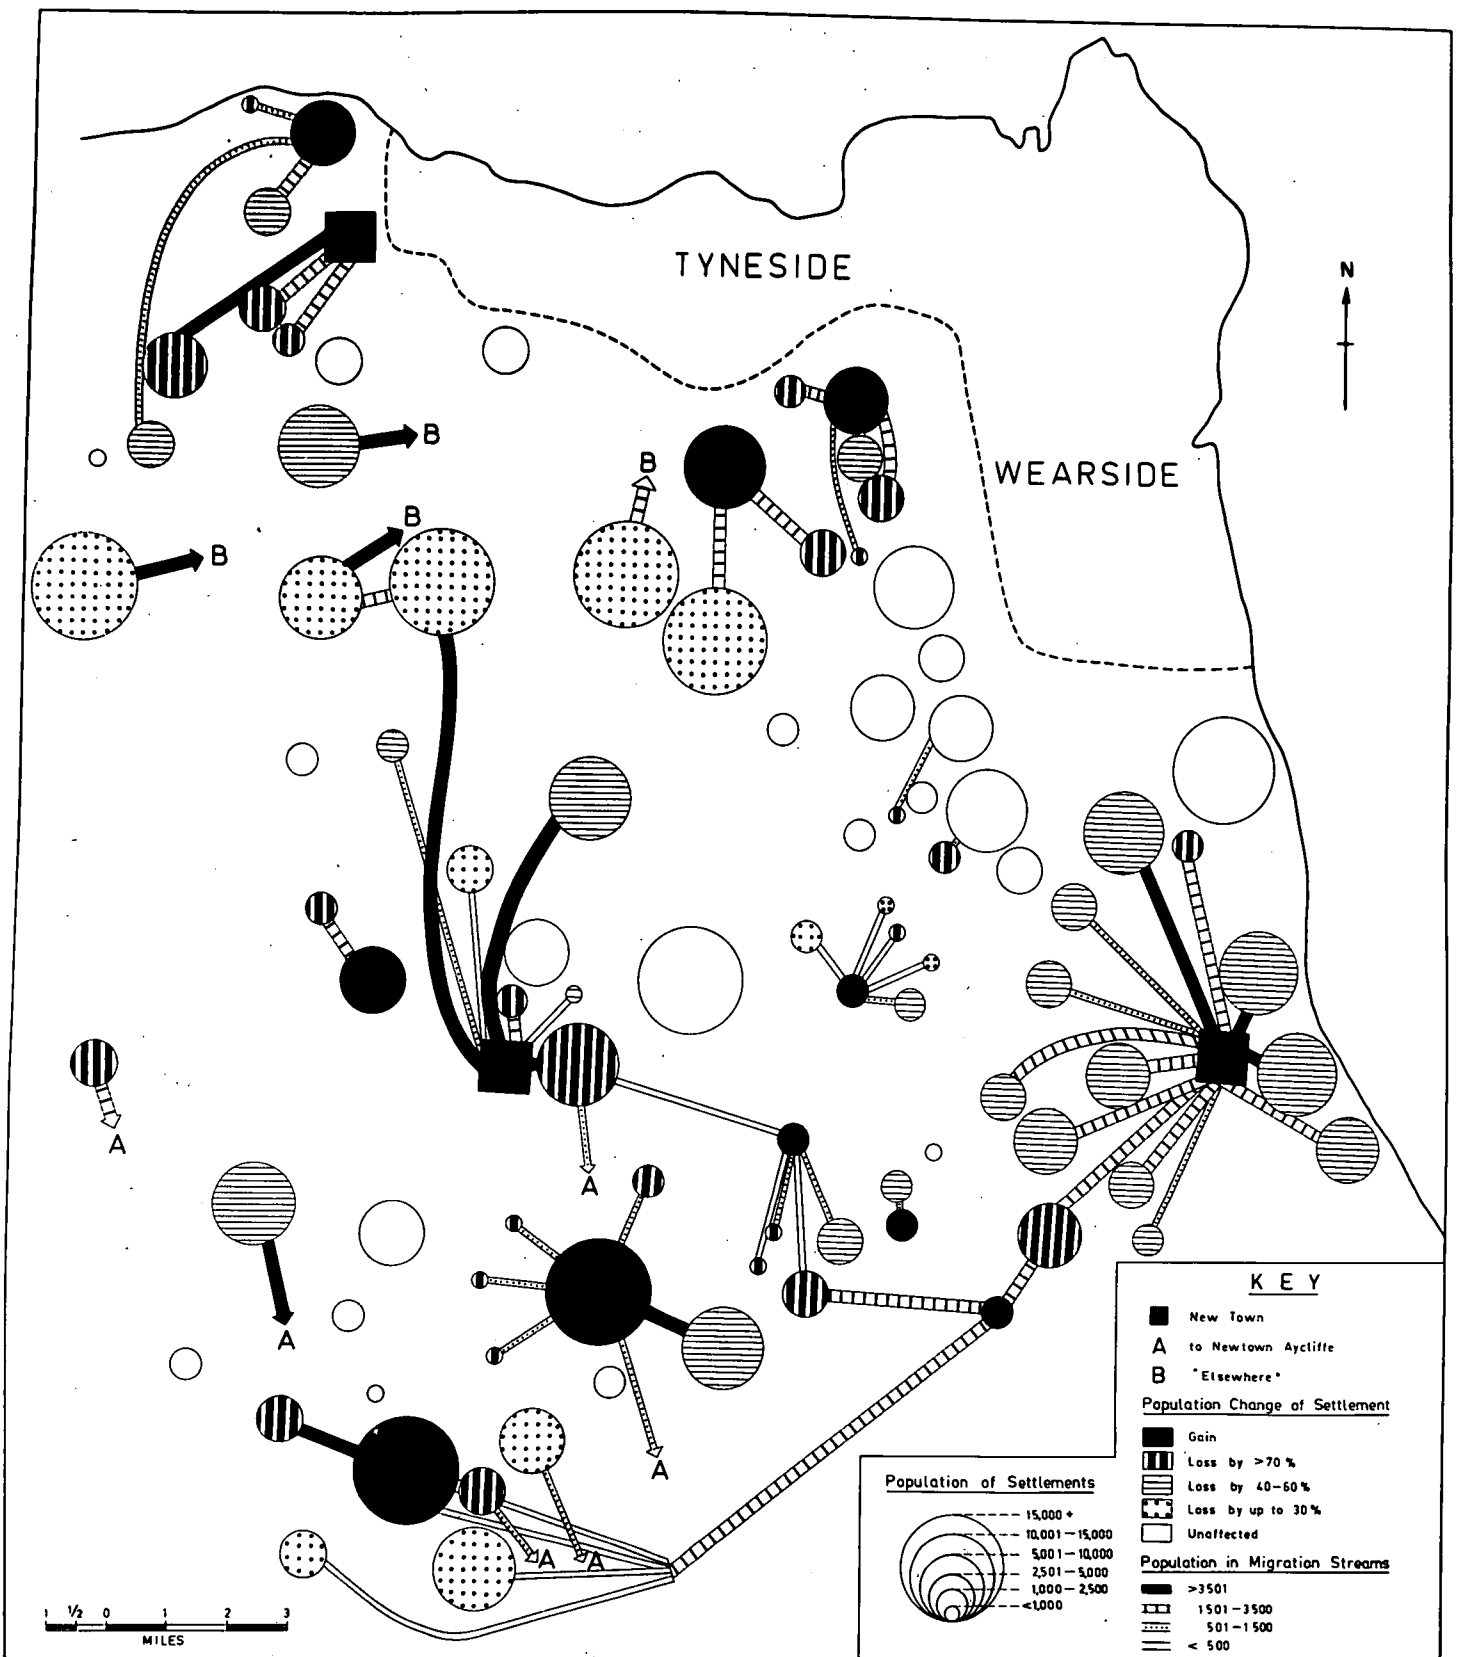 TYNESIDE
N
WEARSIDE
B
B
B
B
B
A
A
A
A
A
A
KEY
New Town
A to Newtown Aycliffe
B "Elsewhere"
Population Change of Settlement
Gain
Loss by >70%
Loss by 40-60%
Loss by up to 30%
Unaffected
Population in Migration Streams
>3501
1501-3500
501-1500
< 500
Population of Settlements
15,000 +
10,001-15,000
5,001-10,000
2,501-5,000
1,000-2,500
<1,000
1 1/2 0 1 2 3
MILES